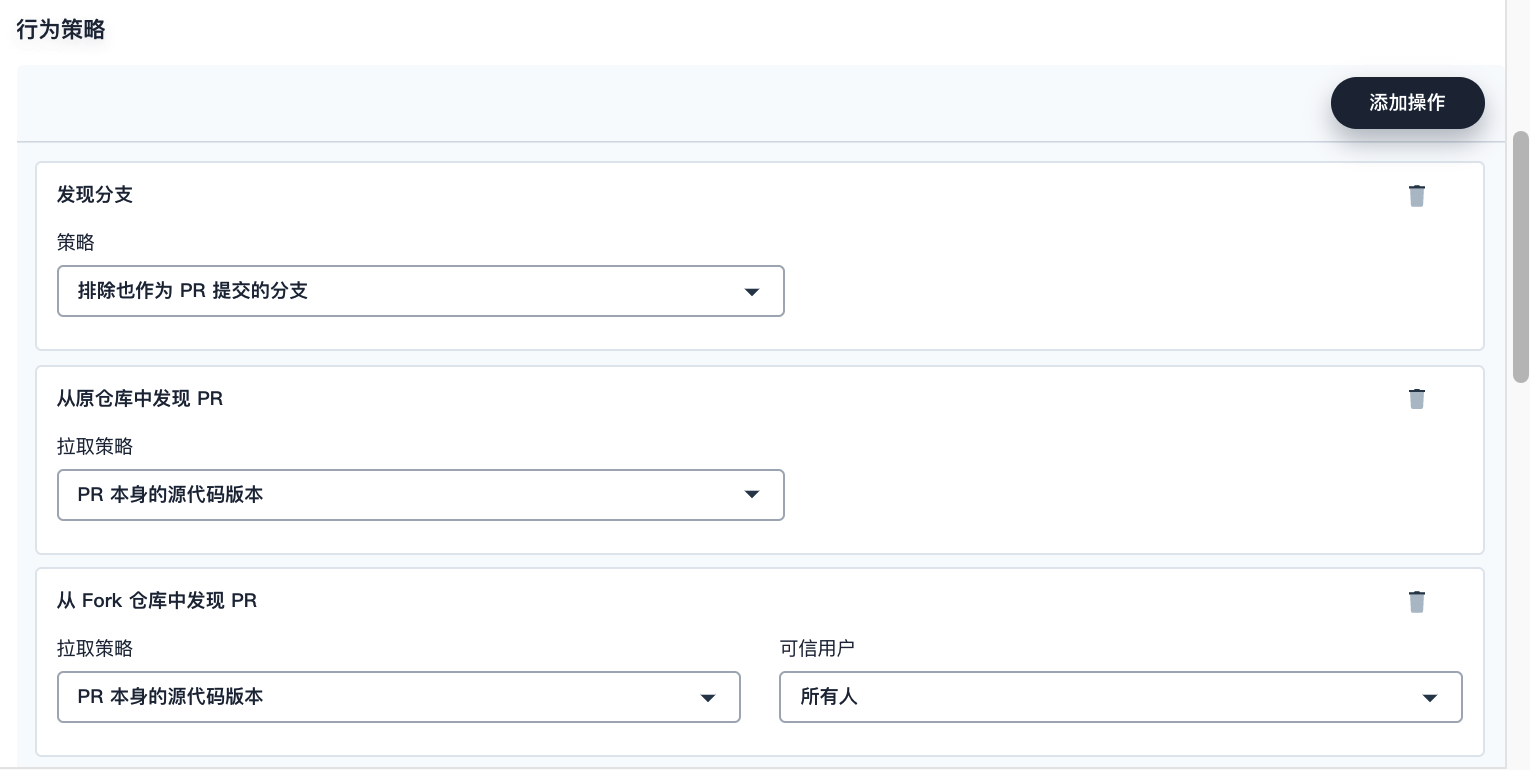 行为策略
添加操作
发现分支
策略
排除也作为 PR 提交的分支
从原仓库中发现 PR
拉取策略
PR 本身的源代码版本
从 Fork 仓库中发现 PR
拉取策略
可信用户
PR 本身的源代码版本
所有人